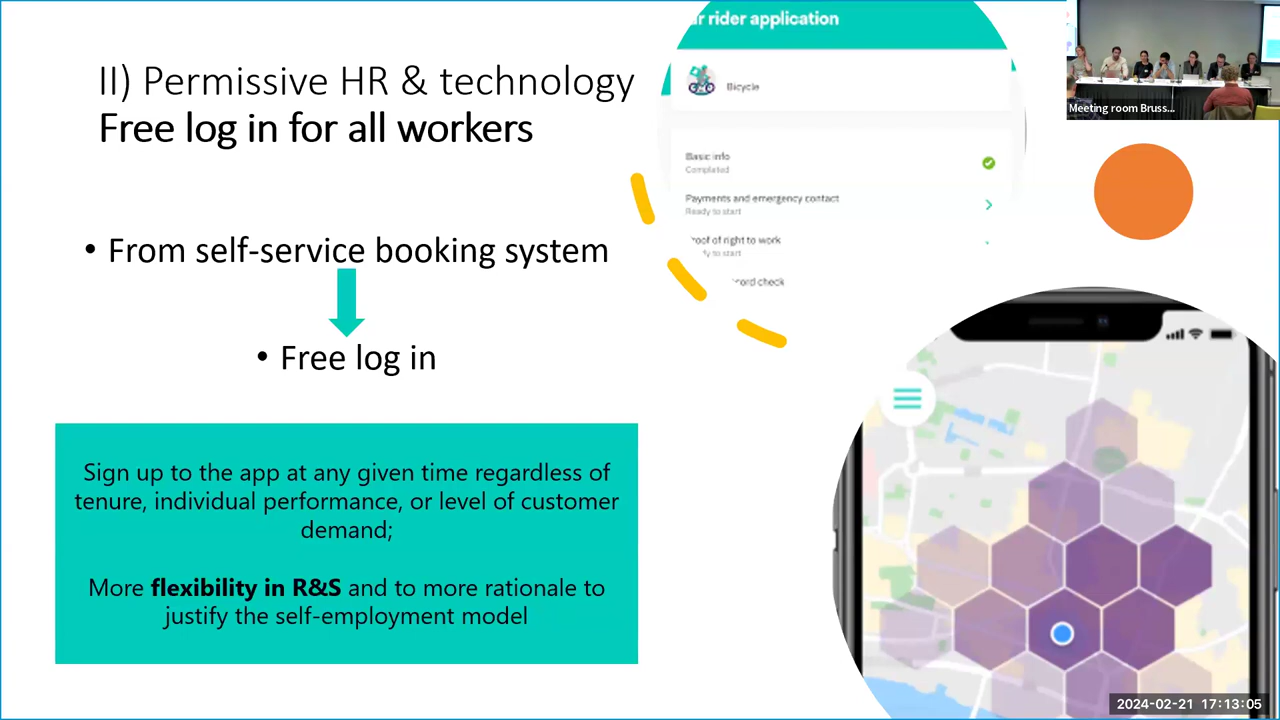 II) Permissive HR & technology
Free log in for all workers
• From self-service booking system
• Free log in
Sign up to the app at any given time regardless of
tenure, individual performance, or level of customer
demand;
More flexibility in R&S and to more rationale to
justify the self-employment model
rider application
Bicycle
Basic info
Completed
Payments and emergency contact
Ready to start
roof of right to work
to start
check
Meeting room Bruss...
2024-02-21 17:13:05